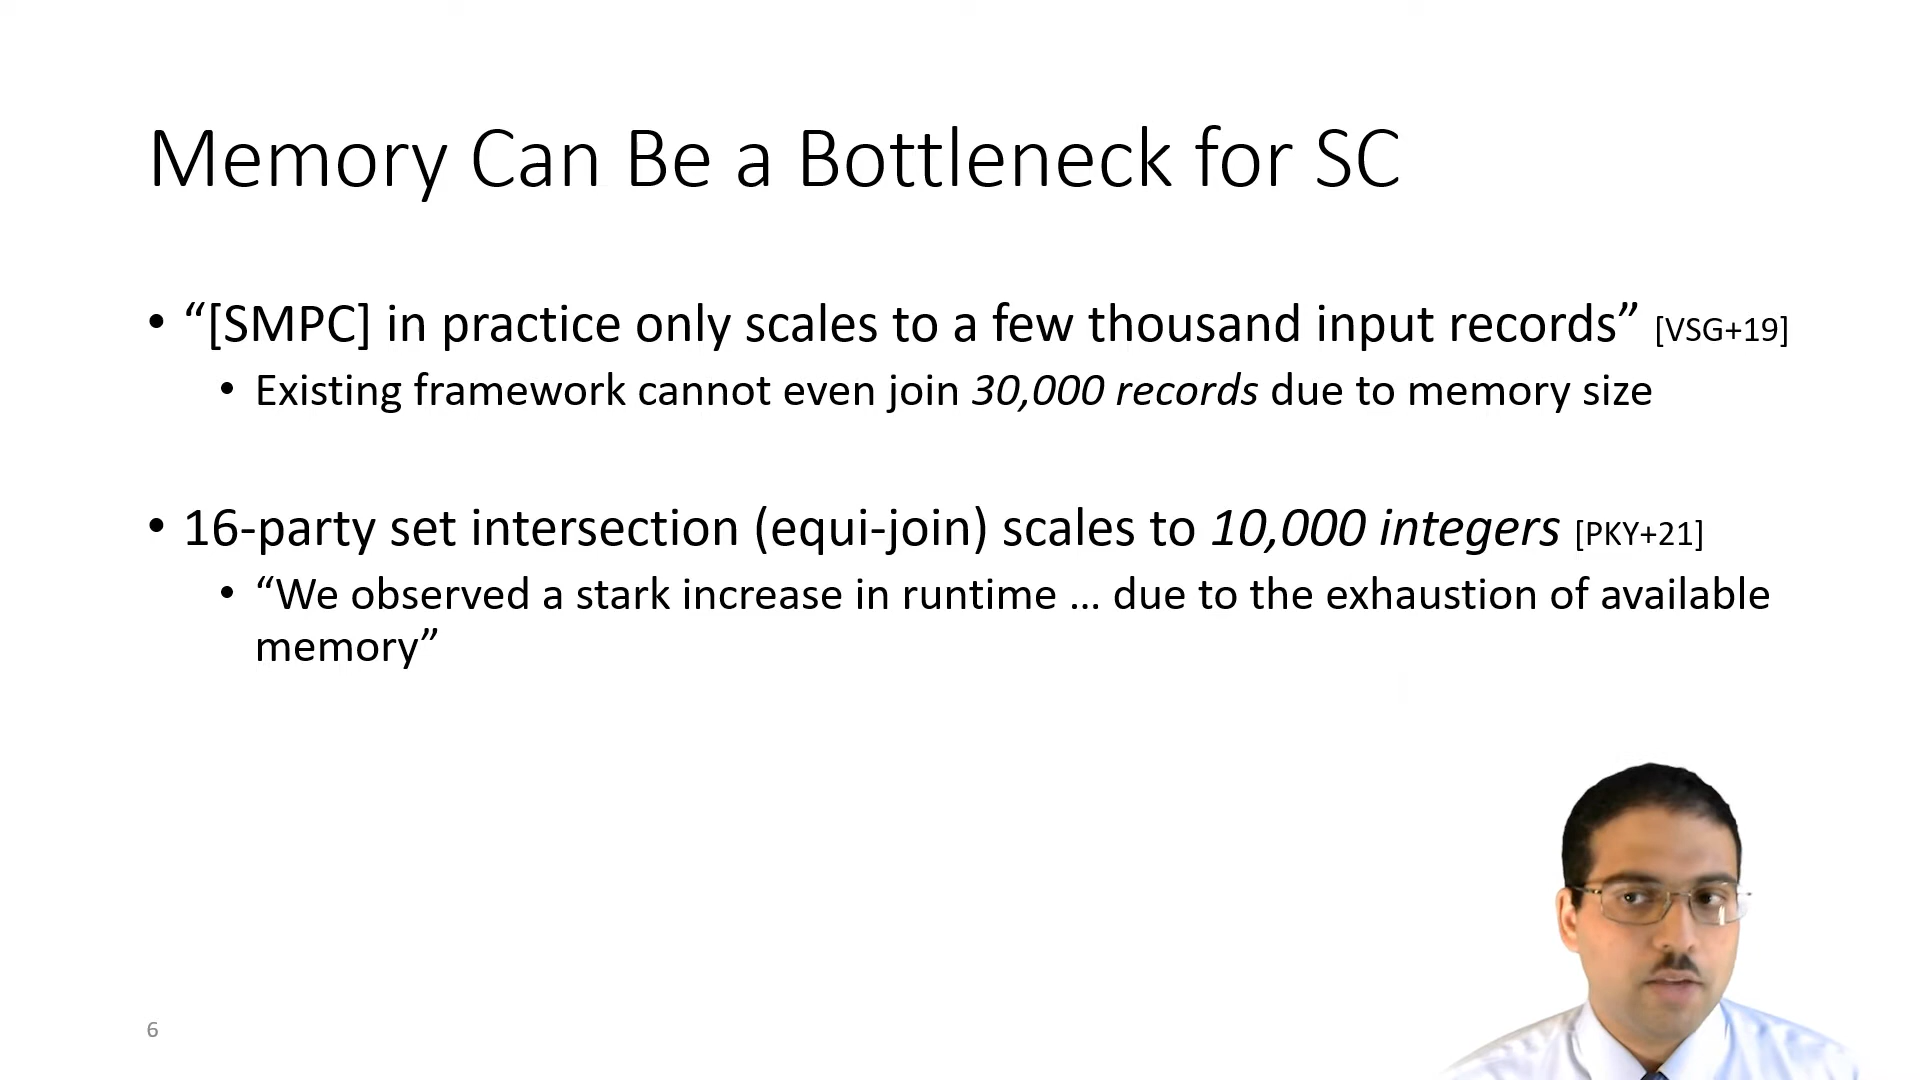 Memory Can Be a Bottleneck for SC
• “[SMPC] in practice only scales to a few thousand input records” [VSG+19]
• Existing framework cannot even join 30,000 records due to memory size
• 16-party set intersection (equi-join) scales to 10,000 integers [PKY+21]
• “We observed a stark increase in runtime … due to the exhaustion of available
memory”
6